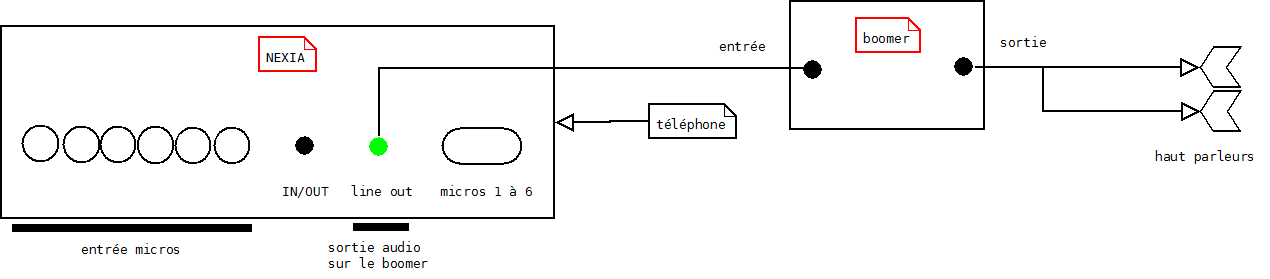 boomer
entrée
sortie
NEXIA
téléphone
haut parleurs
IN/OUT
line out
micros 1 à 6
entrée micros
sortie audio
sur le boomer